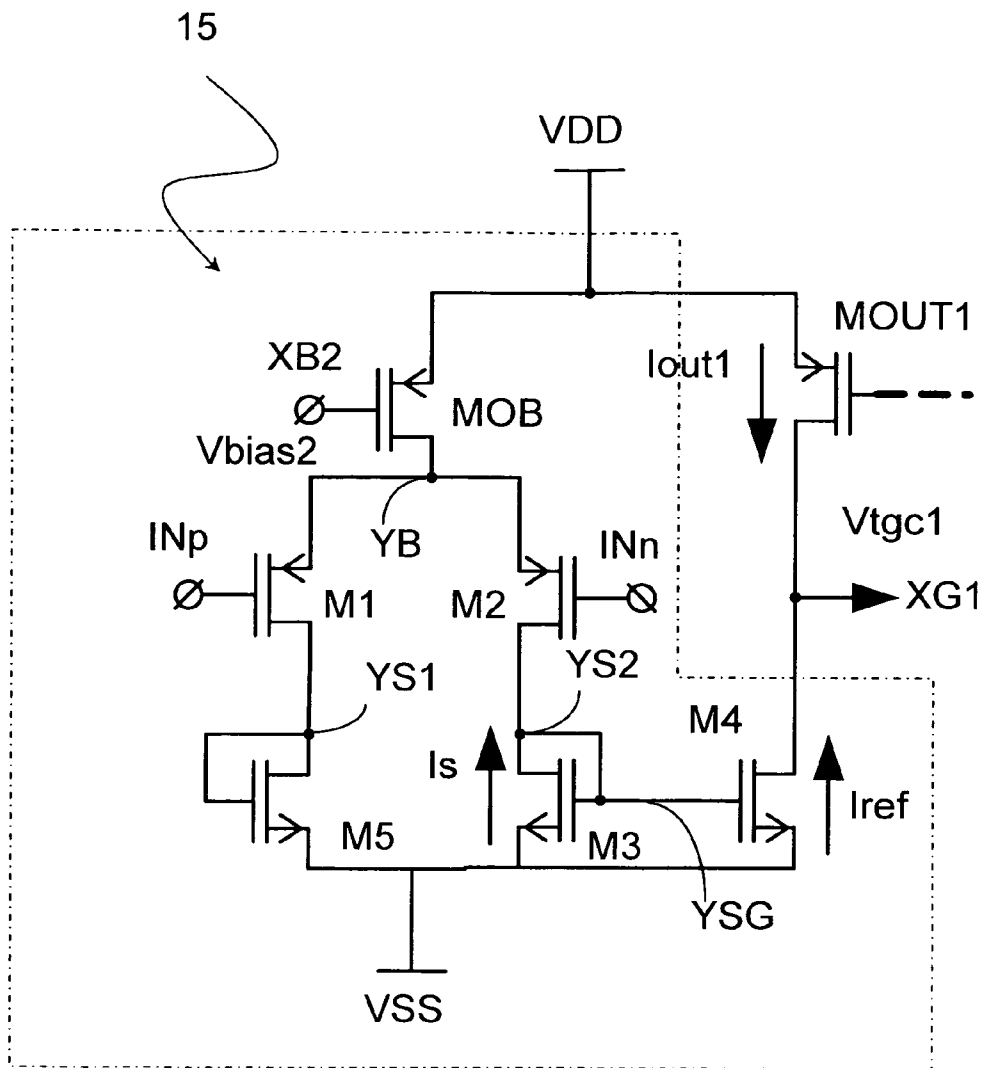 15
VDD
MOUT1
XB2
Iout1
MOB
Vbias2
INp
YB
INn
Vtgc1
M1
M2
XG1
YS1
YS2
M4
Is
Iref
M5
M3
YSG
VSS